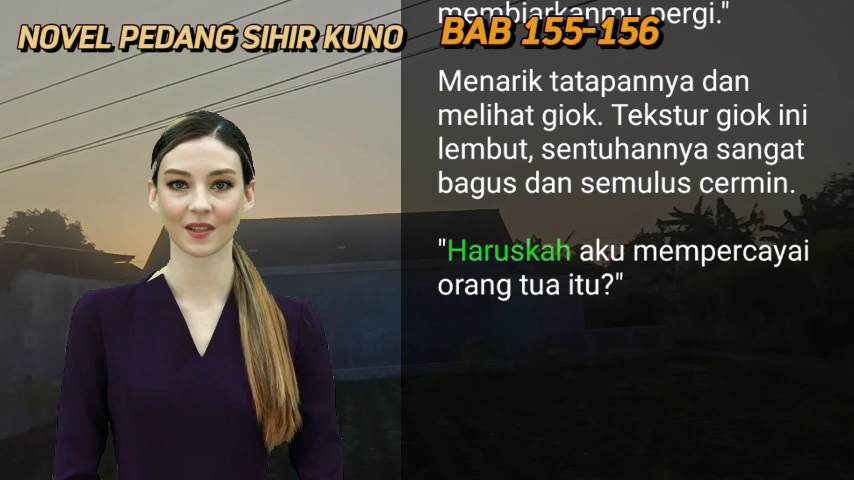 NOVEL PEDANG SIHIR KUNO
BAB 155-156
membiarkanmu pergi."
Menarik tatapannya dan
melihat giok. Tekstur giok ini
lembut, sentuhannya sangat
bagus dan semulus cermin.
"Haruskah aku mempercayai
orang tua itu?"